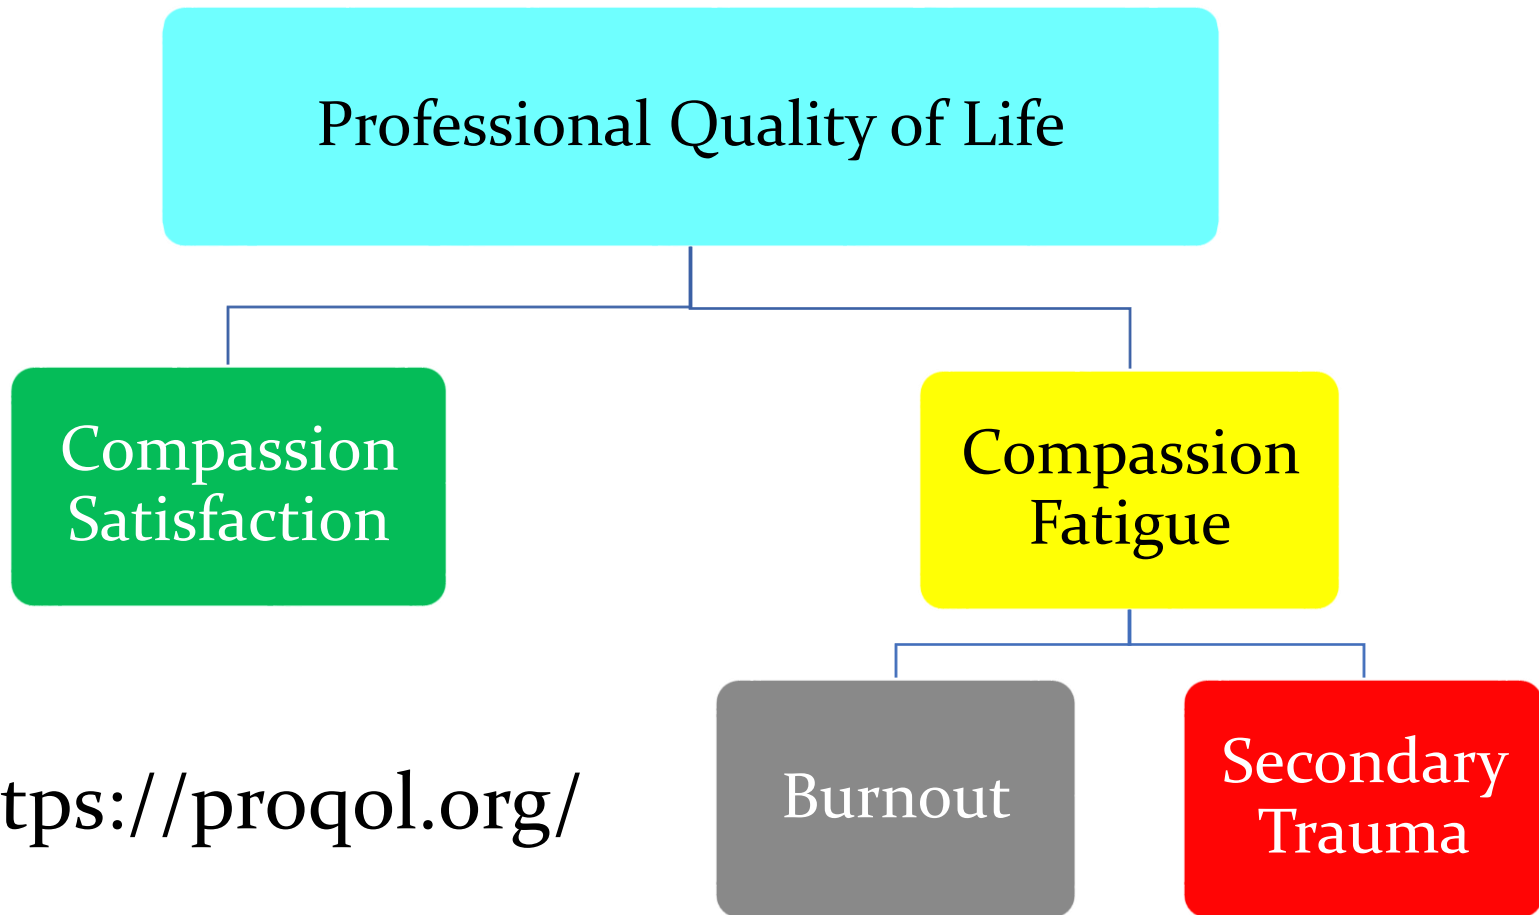 Professional Quality of Life
Compassion
Satisfaction
Compassion
Fatigue
Burnout
Secondary
Trauma
tps://proqol.org/